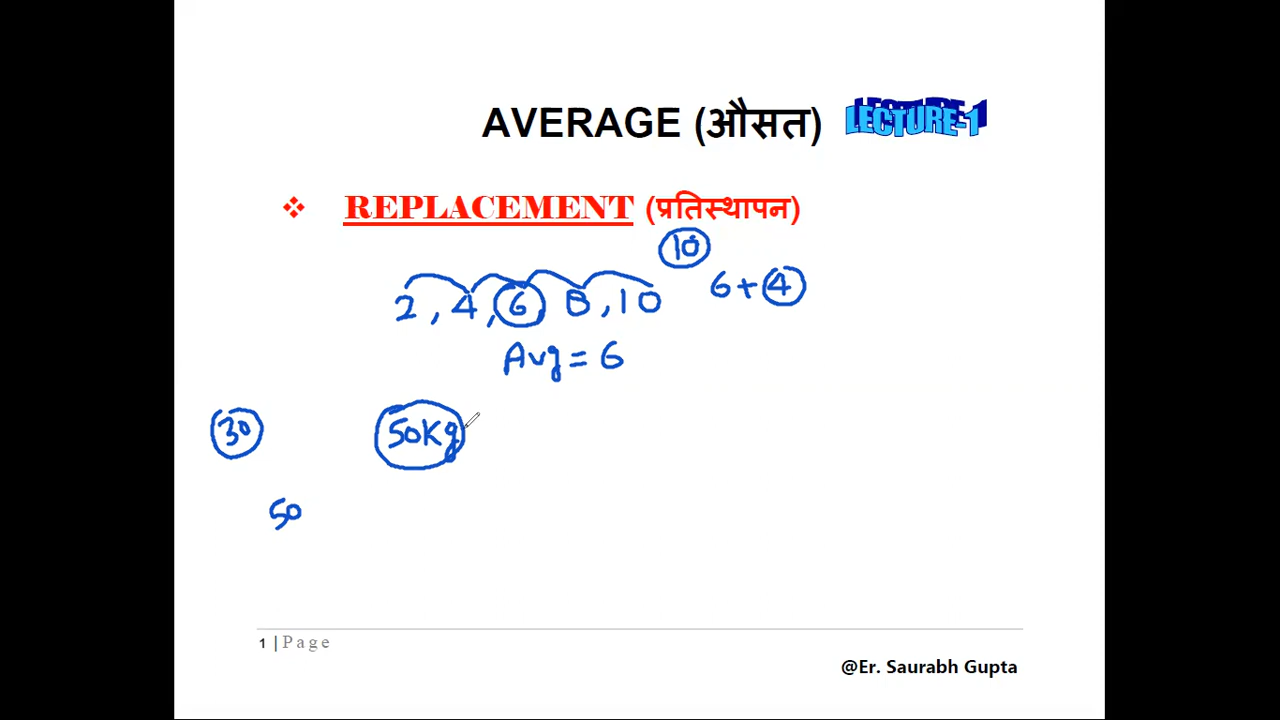 AVERAGE (औसत) LECTURE-1
❖ REPLACEMENT (प्रतिस्थापन)
10
2, 4, 6, 8, 10 6+4
Avg = 6
30 50Kg
50
1 | Page
@Er. Saurabh Gupta